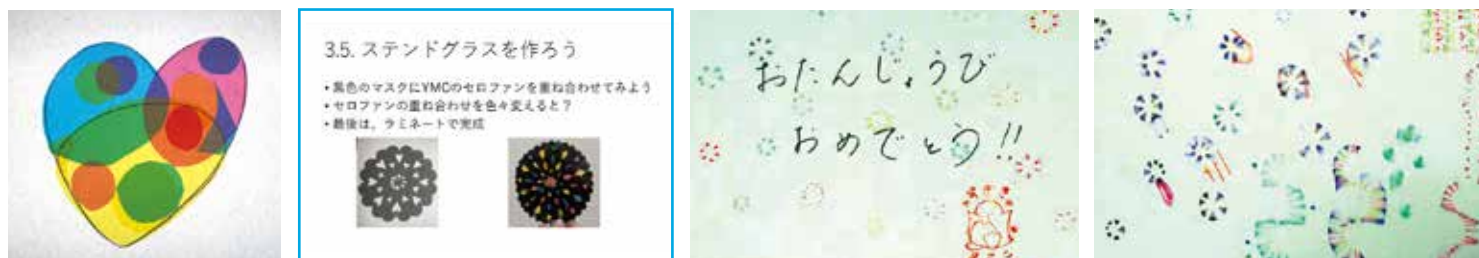 3.5. ステンドグラスを作ろう
• 黒色のマスクにYMCのセロファンを重ね合わせてみよう
• セロファンの重ね合わせを色々変えると？
• 最後は，ラミネートで完成
おたんじょうび
おめでとう!!